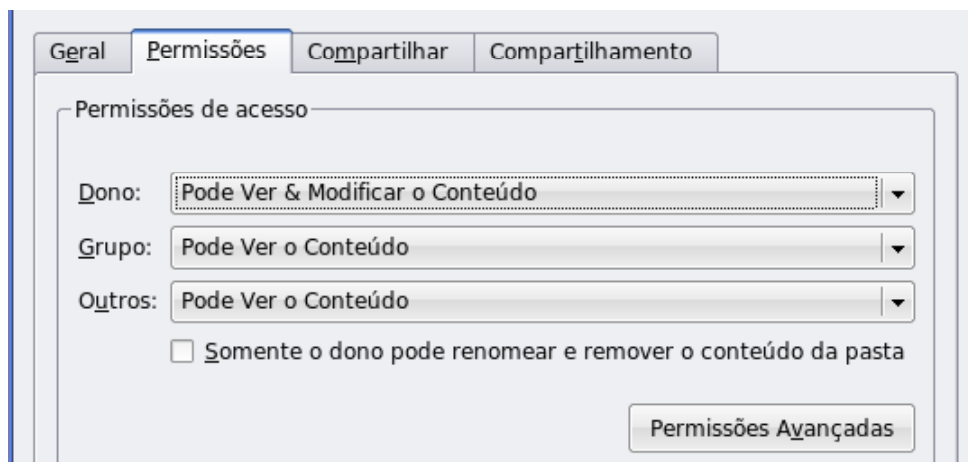 Geral Permissões Compartilhar Compartilhamento
Permissões de acesso
Dono: Pode Ver & Modificar o Conteúdo
Grupo: Pode Ver o Conteúdo
Outros: Pode Ver o Conteúdo
Somente o dono pode renomear e remover o conteúdo da pasta
Permissões Avançadas